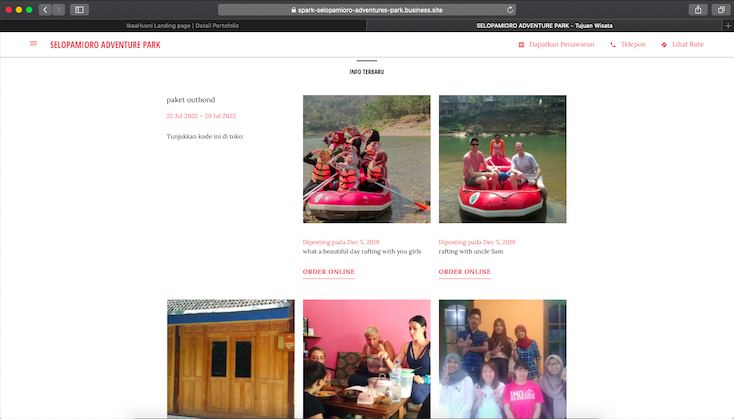 spark-selopamioro-adventures-park.business.site
IkaaHusni Landing page | Detail Portofolio
SELOPAMIORO ADVENTURE PARK - Tujuan Wisata
SELOPAMIORO ADVENTURE PARK
Dapatkan Penawaran
Telepon
Lihat Rute
INFO TERBARU
paket outbond
22 Jul 2022 – 29 Jul 2022
Tunjukkan kode ini di toko:
Diposting pada Dec 5, 2019
what a beautiful day rafting with you girls
ORDER ONLINE
Diposting pada Dec 5, 2019
rafting with uncle Sam
ORDER ONLINE